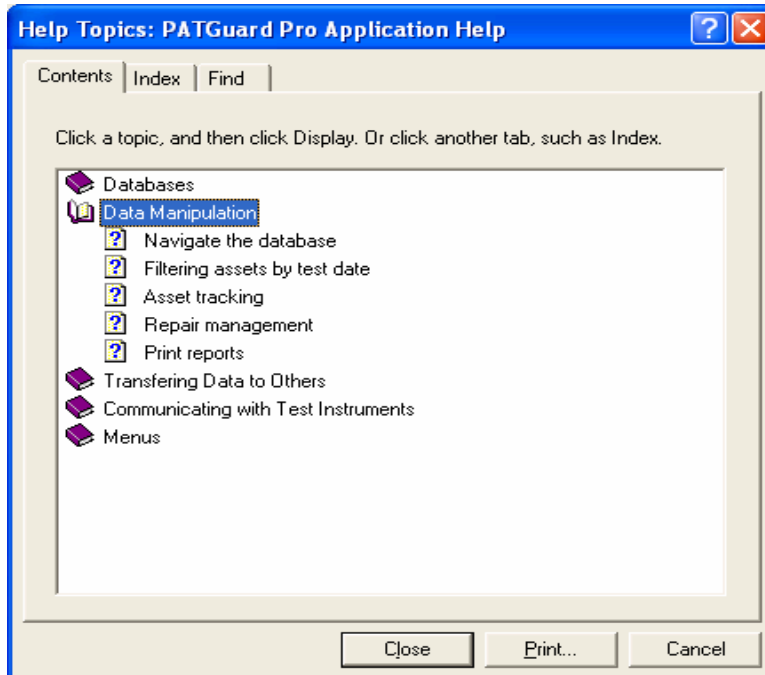 Help Topics: PATGuard Pro Application Help
Contents Index Find
Click a topic, and then click Display. Or click another tab, such as Index.
Databases
Data Manipulation
Navigate the database
Filtering assets by test date
Asset tracking
Repair management
Print reports
Transfering Data to Others
Communicating with Test Instruments
Menus
Close Print... Cancel